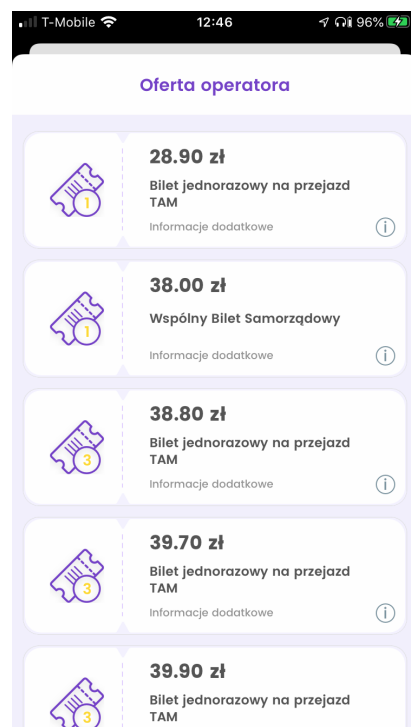 T-Mobile 12:46 96%
Oferta operatora
28.90 zł
Bilet jednorazowy na przejazd
TAM
1
Informacje dodatkowe
38.00 zł
Wspólny Bilet Samorządowy
1
Informacje dodatkowe
38.80 zł
Bilet jednorazowy na przejazd
TAM
3
Informacje dodatkowe
39.70 zł
Bilet jednorazowy na przejazd
TAM
3
Informacje dodatkowe
39.90 zł
Bilet jednorazowy na przejazd
TAM
3